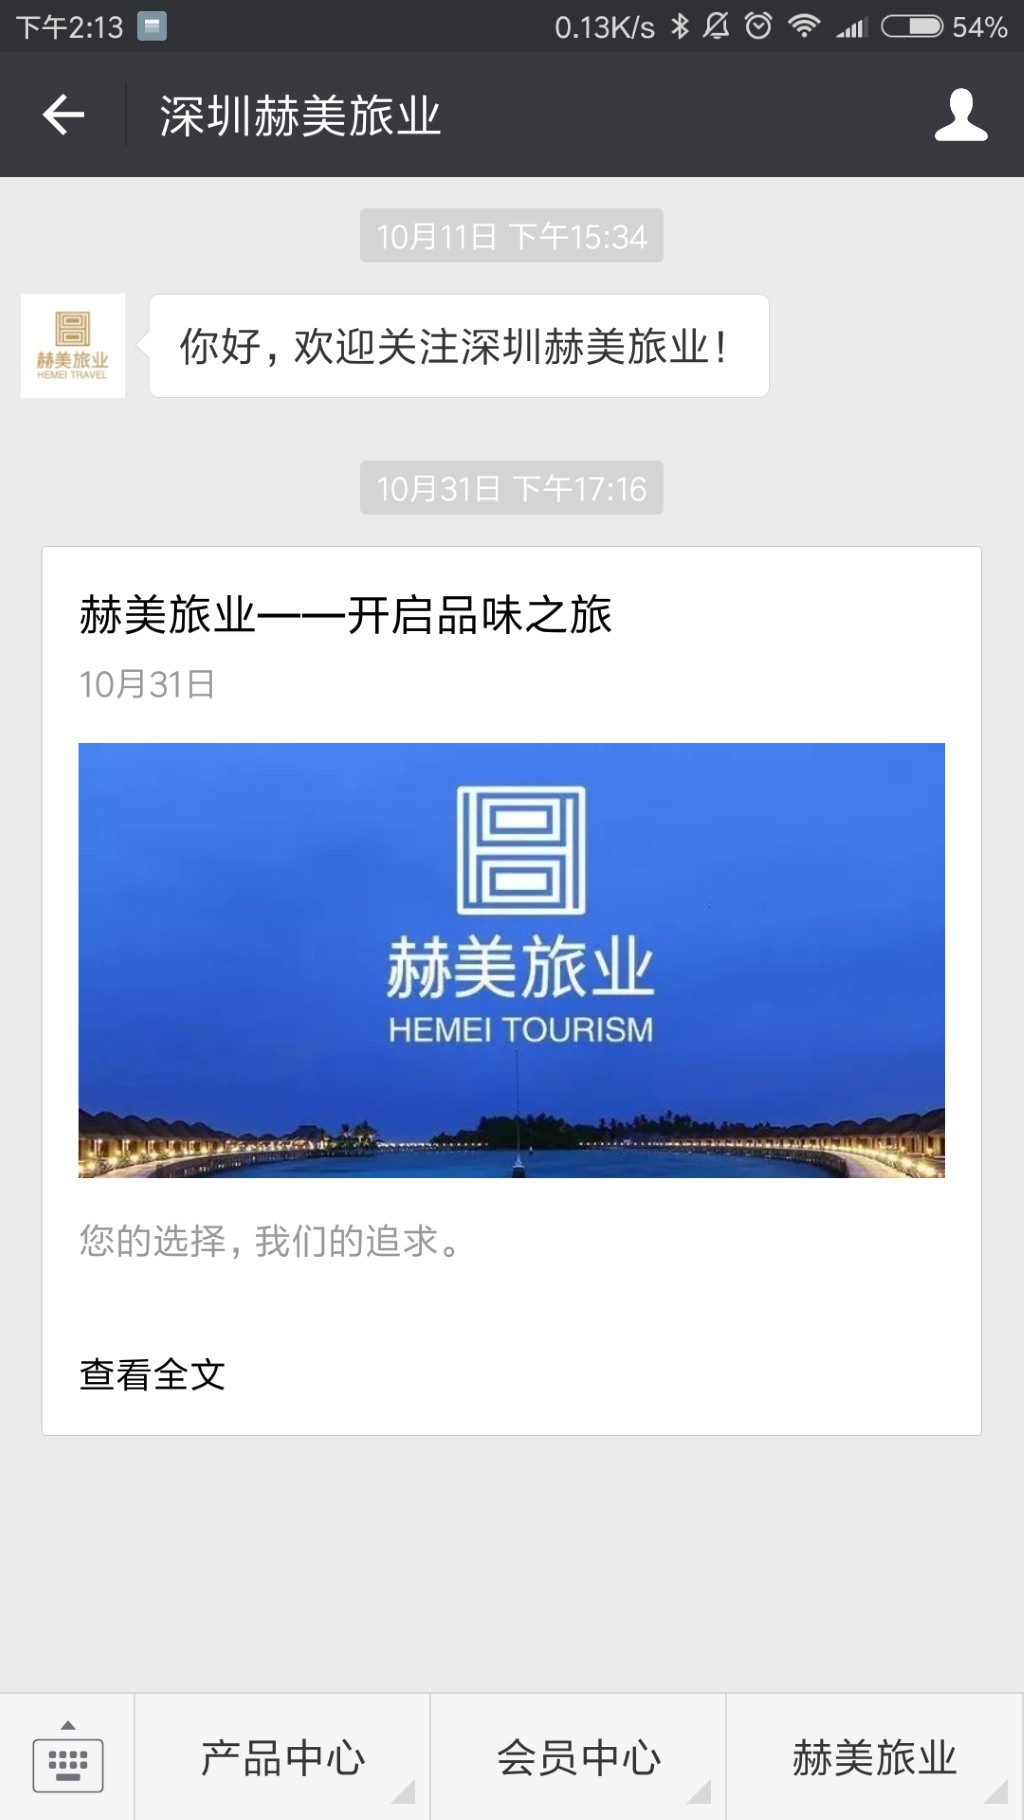 下午2:13
0.13K/s
54%
深圳赫美旅业
10月11日 下午15:34
赫美旅业
HEMEI TRAVEL
你好，欢迎关注深圳赫美旅业！
10月31日 下午17:16
赫美旅业——开启品味之旅
10月31日
赫美旅业
HEMEI TOURISM
您的选择，我们的追求。
查看全文
产品中心
会员中心
赫美旅业